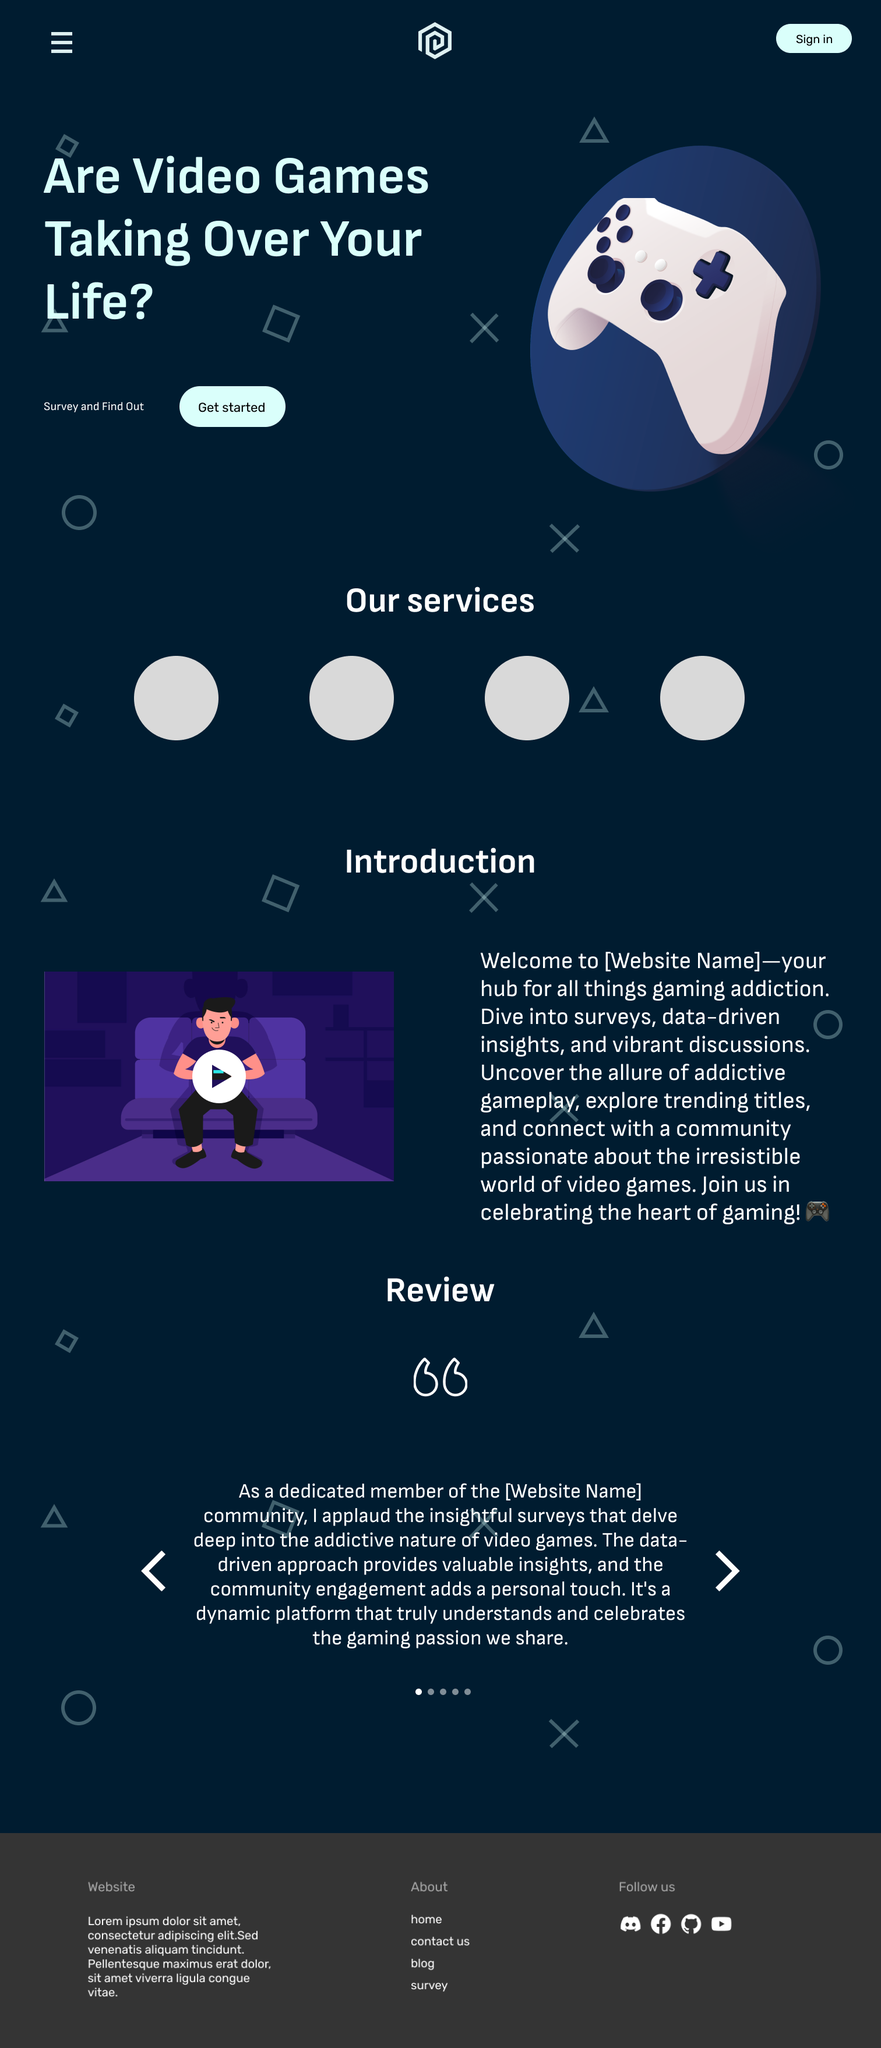 Sign in
Are Video Games
Taking Over Your
Life?
Survey and Find Out
Get started
Our services
Introduction
Welcome to [Website Name]—your
hub for all things gaming addiction.
Dive into surveys, data-driven
insights, and vibrant discussions.
Uncover the allure of addictive
gameplay, explore trending titles,
and connect with a community
passionate about the irresistible
world of video games. Join us in
celebrating the heart of gaming! 🎮
Review
As a dedicated member of the [Website Name]
community, I applaud the insightful surveys that delve
deep into the addictive nature of video games. The data-
driven approach provides valuable insights, and the
community engagement adds a personal touch. It's a
dynamic platform that truly understands and celebrates
the gaming passion we share.
Website
Lorem ipsum dolor sit amet,
consectetur adipiscing elit.Sed
venenatis aliquam tincidunt.
Pellentesque maximus erat dolor,
sit amet viverra ligula congue
vitae.
About
home
contact us
blog
survey
Follow us